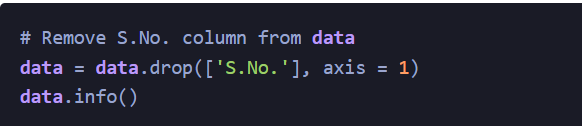 # Remove S.No. column from data
data = data.drop(['S.No.'], axis = 1)
data.info()